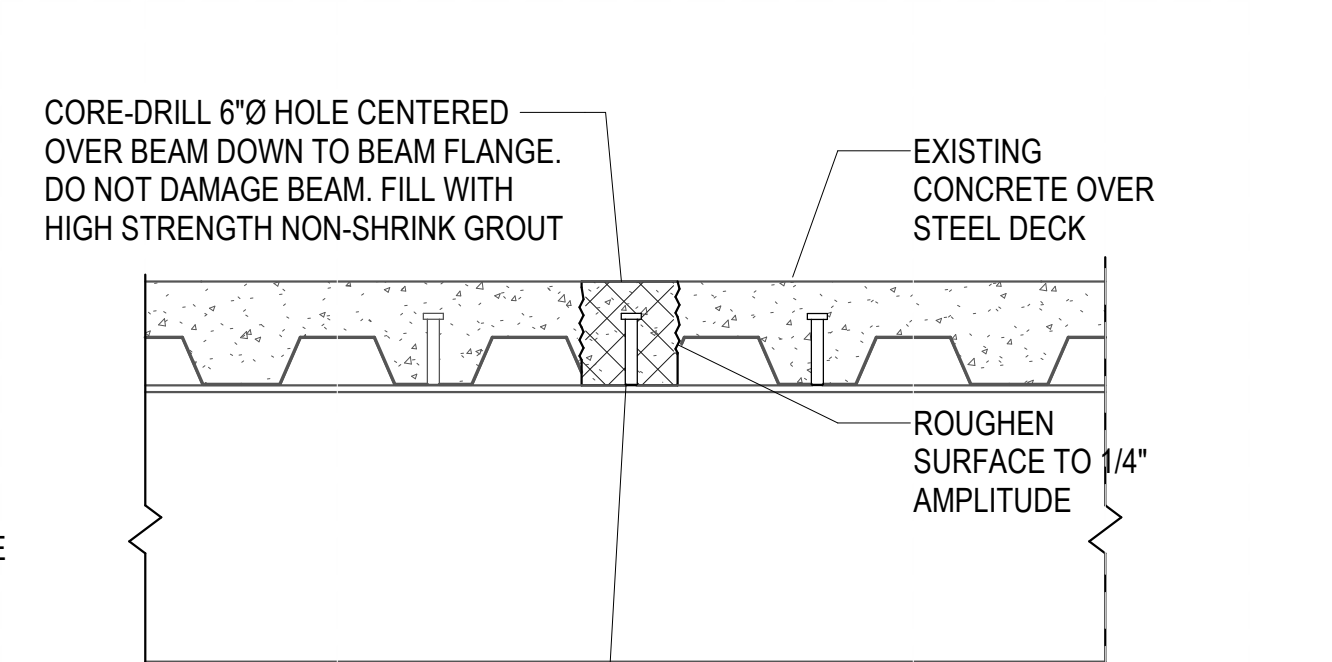 CORE-DRILL 6"Ø HOLE CENTERED
OVER BEAM DOWN TO BEAM FLANGE.
DO NOT DAMAGE BEAM. FILL WITH
HIGH STRENGTH NON-SHRINK GROUT
EXISTING
CONCRETE OVER
STEEL DECK
ROUGHEN
SURFACE TO 1/4"
AMPLITUDE